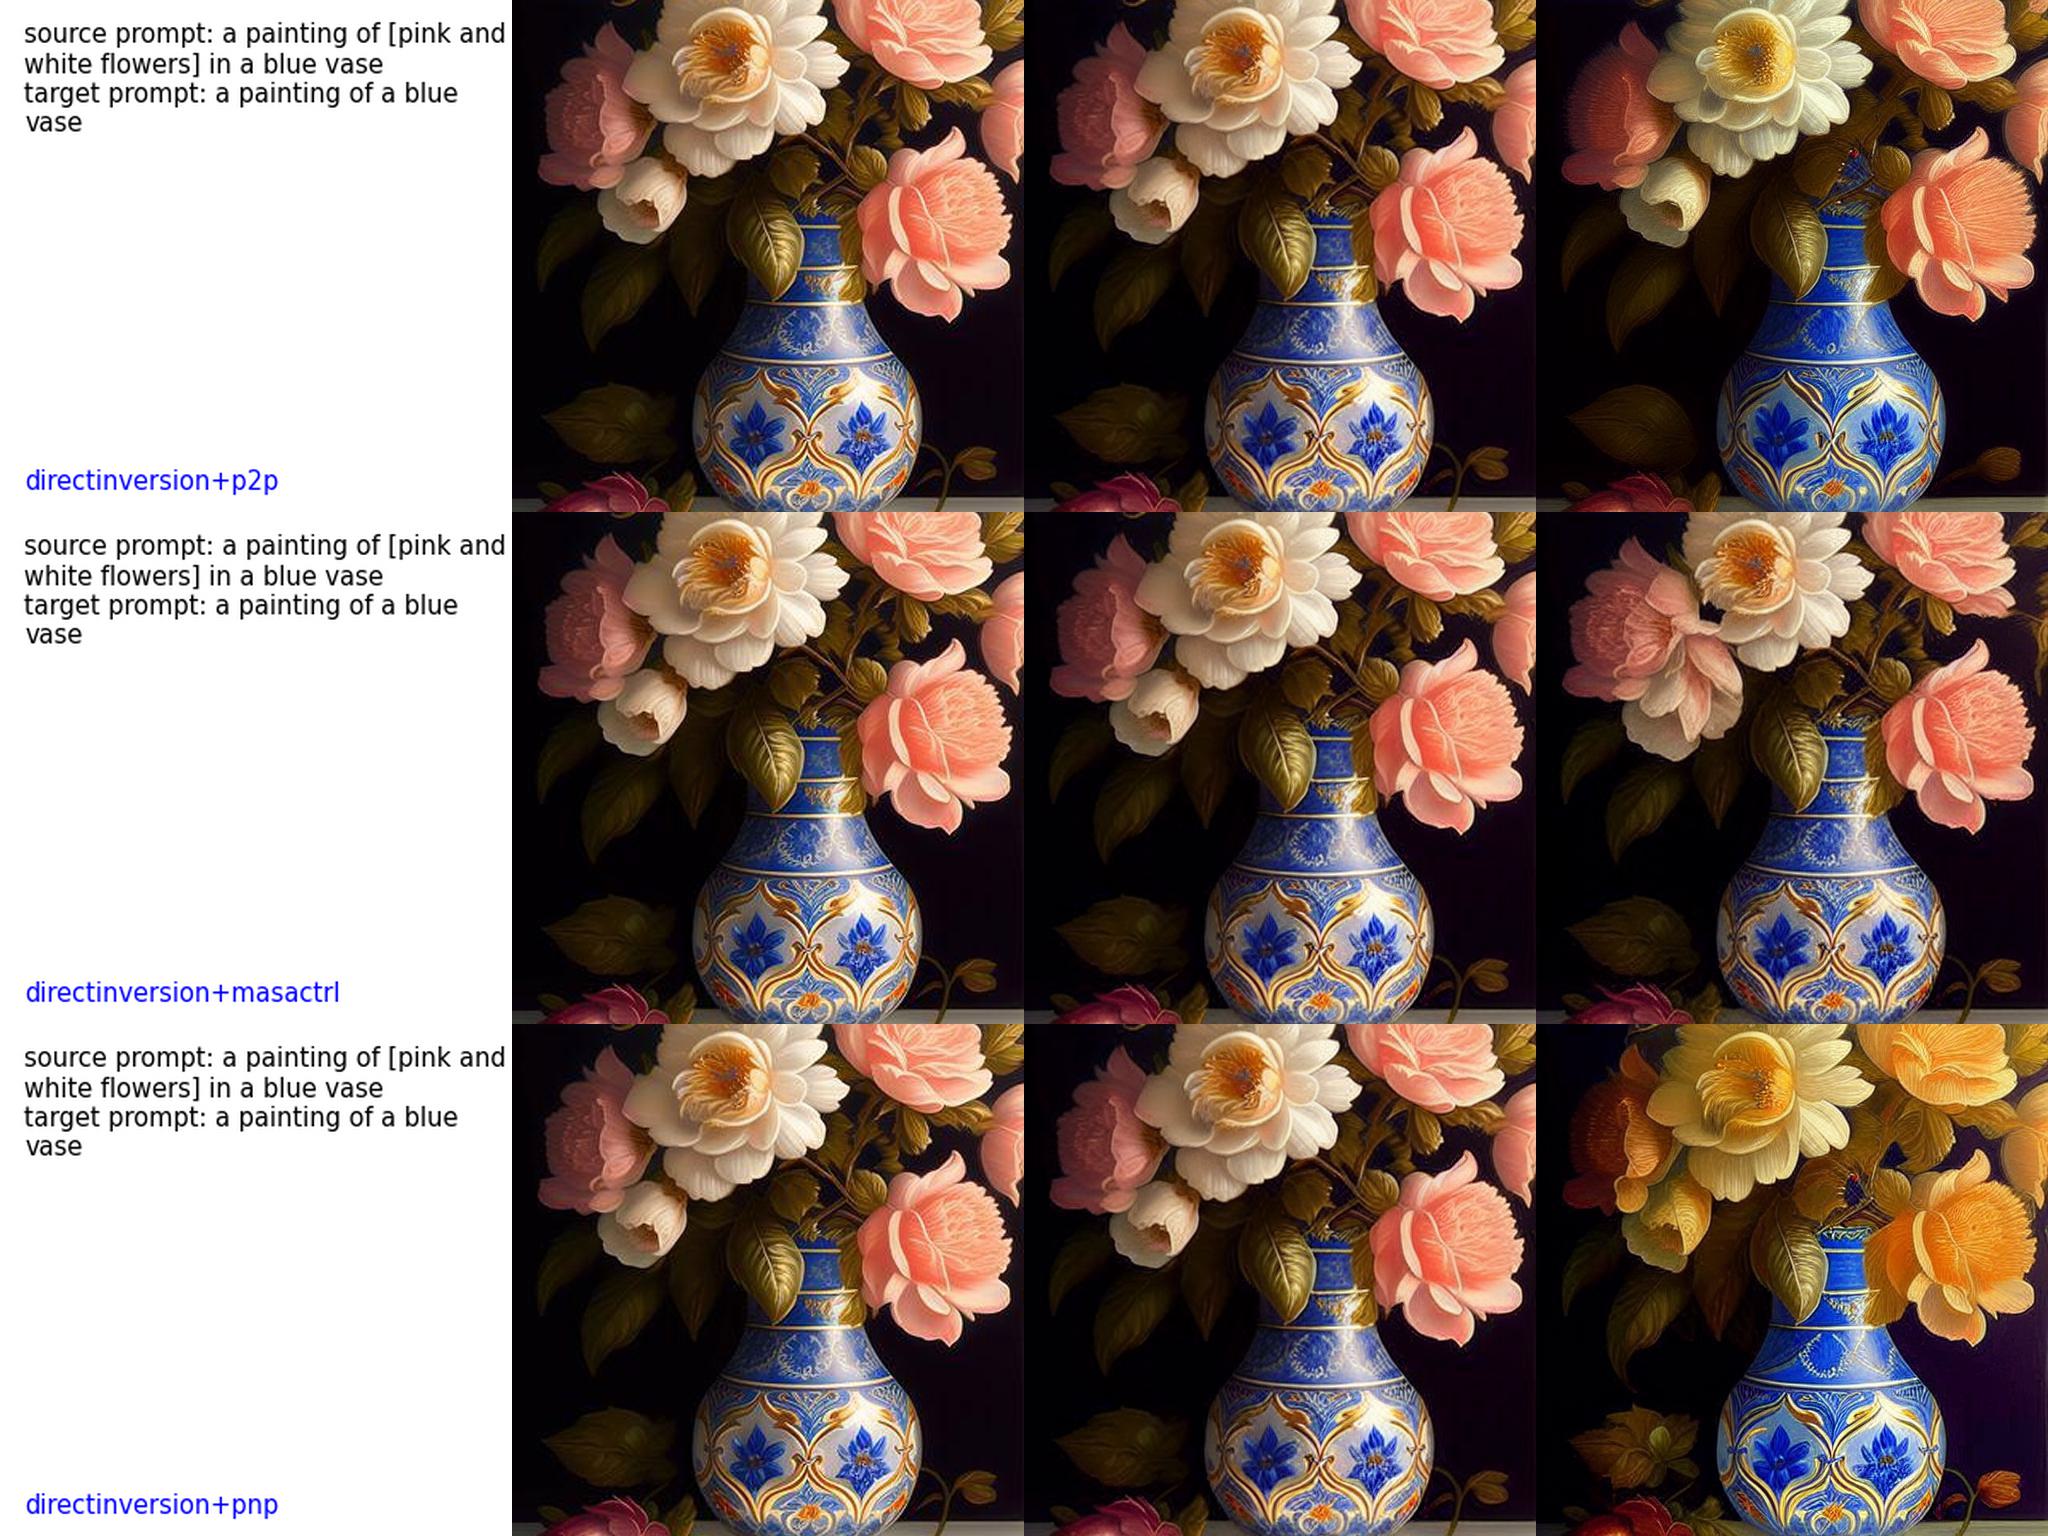 source prompt: a painting of [pink and
white flowers] in a blue vase
target prompt: a painting of a blue
vase
directinversion+p2p
source prompt: a painting of [pink and
white flowers] in a blue vase
target prompt: a painting of a blue
vase
directinversion+masactrl
source prompt: a painting of [pink and
white flowers] in a blue vase
target prompt: a painting of a blue
vase
directinversion+pnp